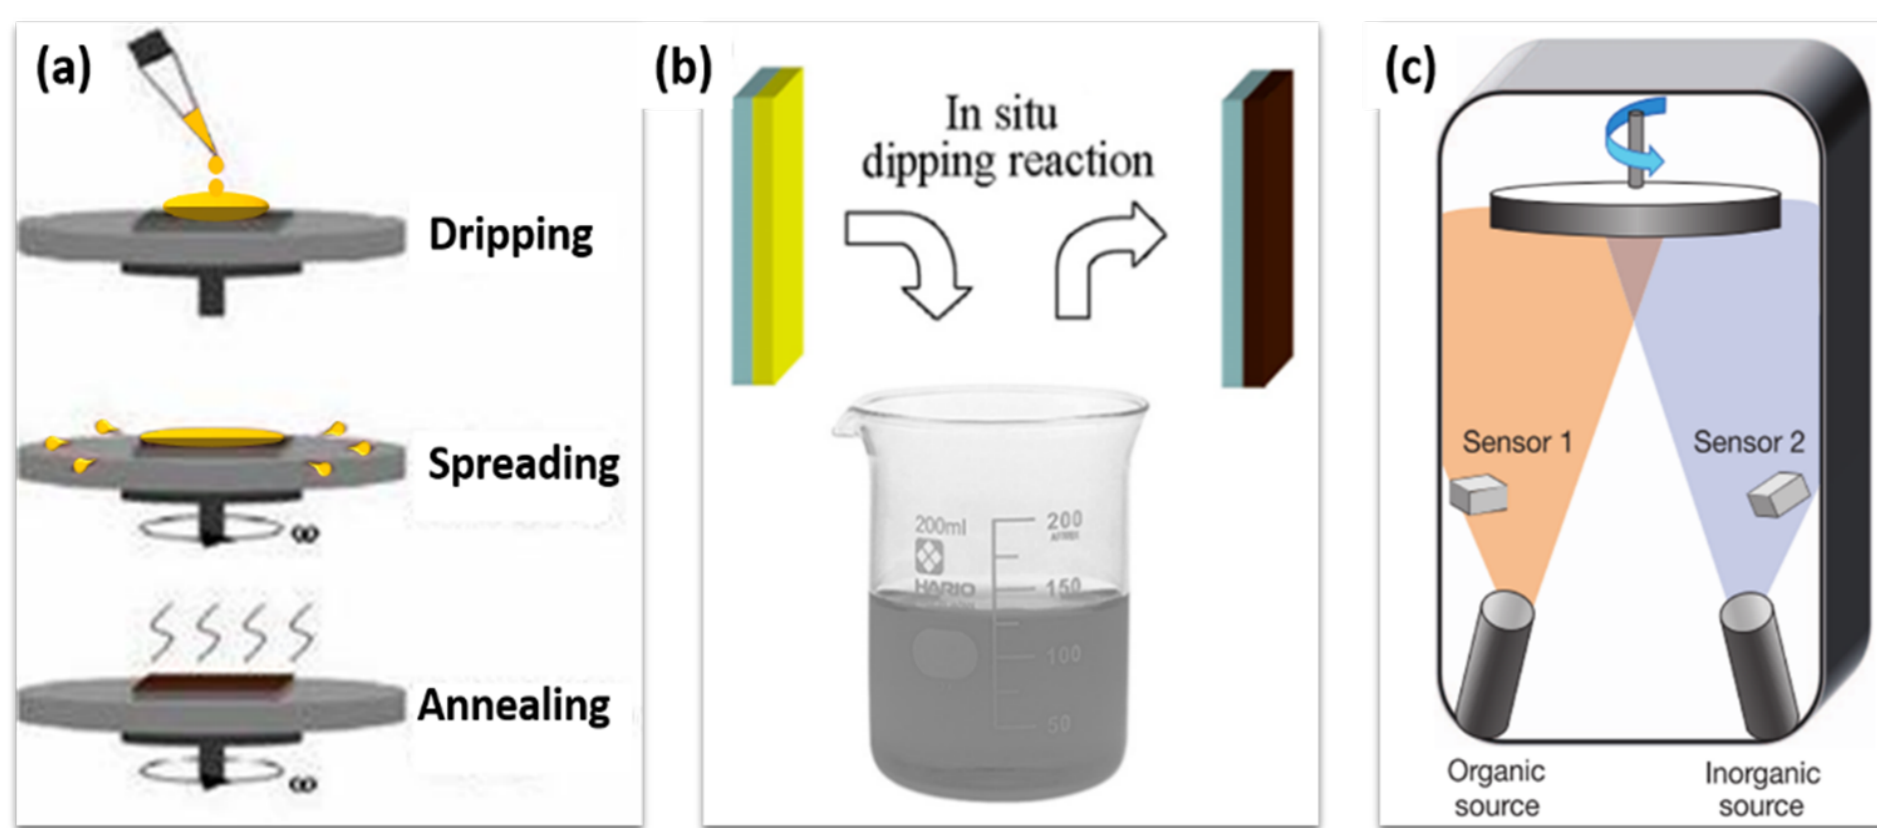 (a)
Dripping
Spreading
ω
Annealing
ω
(b)
In situ
dipping reaction
200ml
200
HARIO
150
100
50
(c)
Sensor 1
Sensor 2
Organic
source
Inorganic
source